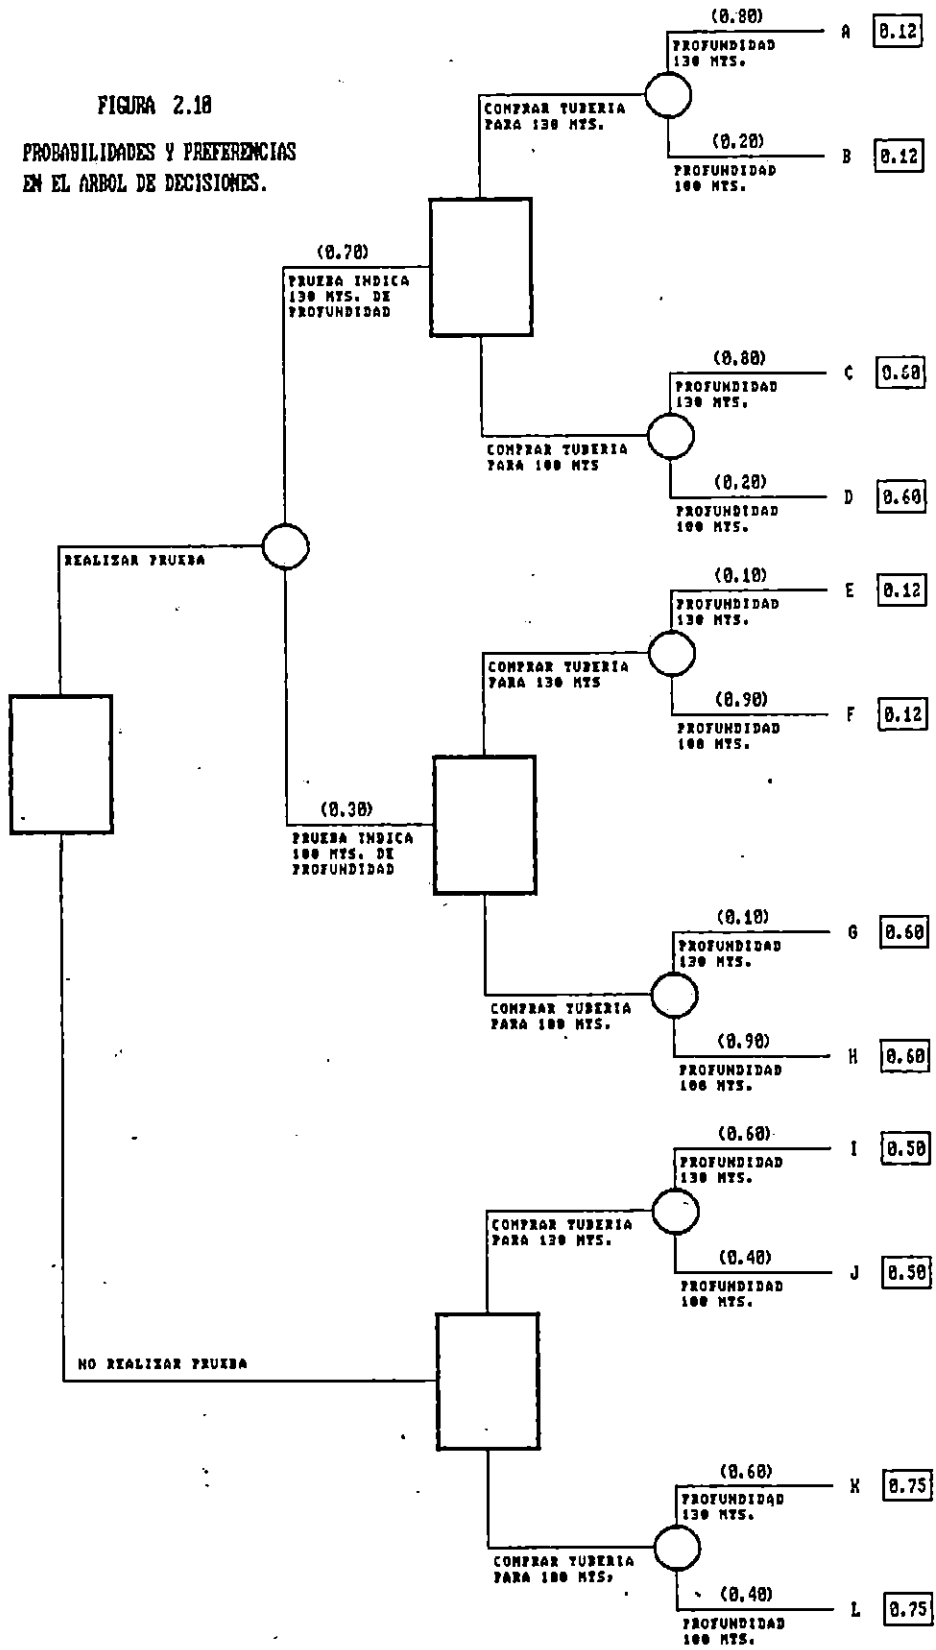 FIGURA 2.10
PROBABILIDADES Y PREFERENCIAS
EN EL ARBOL DE DECISIONES.
(0.80)
PROFUNDIDAD
130 MTS.
A 0.12
COMPRAR TUBERIA
PARA 130 MTS.
(0.20)
PROFUNDIDAD
100 MTS.
B 0.12
(0.70)
PRUEBA INDICA
130 MTS. DE
PROFUNDIDAD
(0.80)
PROFUNDIDAD
130 MTS.
C 0.60
COMPRAR TUBERIA
PARA 100 MTS
(0.20)
PROFUNDIDAD
100 MTS.
D 0.60
REALIZAR PRUEBA
(0.10)
PROFUNDIDAD
130 MTS.
E 0.12
COMPRAR TUBERIA
PARA 130 MTS
(0.90)
PROFUNDIDAD
100 MTS.
F 0.12
(0.30)
PRUEBA INDICA
100 MTS. DE
PROFUNDIDAD
(0.10)
PROFUNDIDAD
130 MTS.
G 0.60
COMPRAR TUBERIA
PARA 100 MTS.
(0.90)
PROFUNDIDAD
100 MTS.
H 0.60
(0.60)
PROFUNDIDAD
130 MTS.
I 0.50
COMPRAR TUBERIA
PARA 130 MTS.
(0.40)
PROFUNDIDAD
100 MTS.
J 0.50
NO REALIZAR PRUEBA
(0.60)
PROFUNDIDAD
130 MTS.
K 0.75
COMPRAR TUBERIA
PARA 100 MTS.
(0.40)
PROFUNDIDAD
100 MTS.
L 0.75